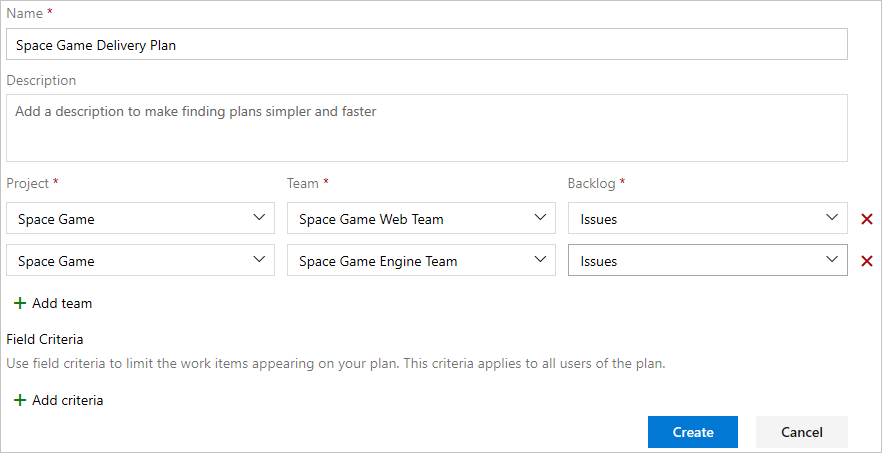 Name *
Space Game Delivery Plan
Description
Add a description to make finding plans simpler and faster
Project * Team * Backlog *
Space Game Space Game Web Team Issues
Space Game Space Game Engine Team Issues
+ Add team
Field Criteria
Use field criteria to limit the work items appearing on your plan. This criteria applies to all users of the plan.
+ Add criteria
Create Cancel